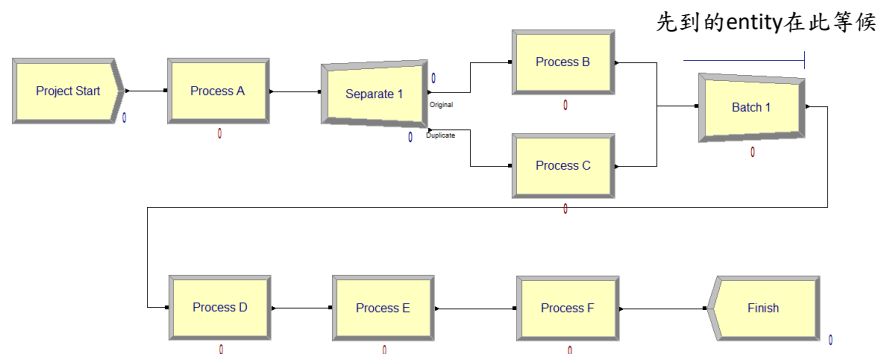 先到的entity在此等候
Project Start
0
Process A
0
Separate 1
0
Original
0
Duplicate
Process B
0
Process C
0
Batch 1
0
Process D
0
Process E
0
Process F
0
Finish
0